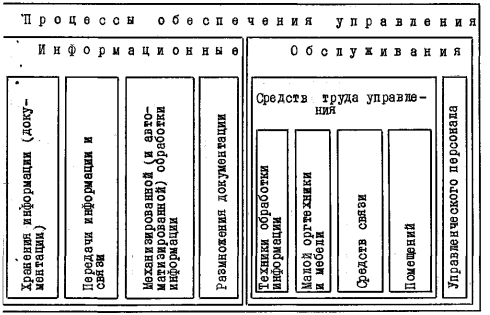 Процессы обеспечения управления
Информационные
Обслуживания
Хранения информации (доку-
ментации)
Передачи информации и
связи
Механизированной (и авто-
матизированной) обработки
информации
Размножения документации
Средств труда управле-
ния
Техники обработки
информации
Малой оргтехники
и мебели
Средств связи
Помещений
Управленческого персонала